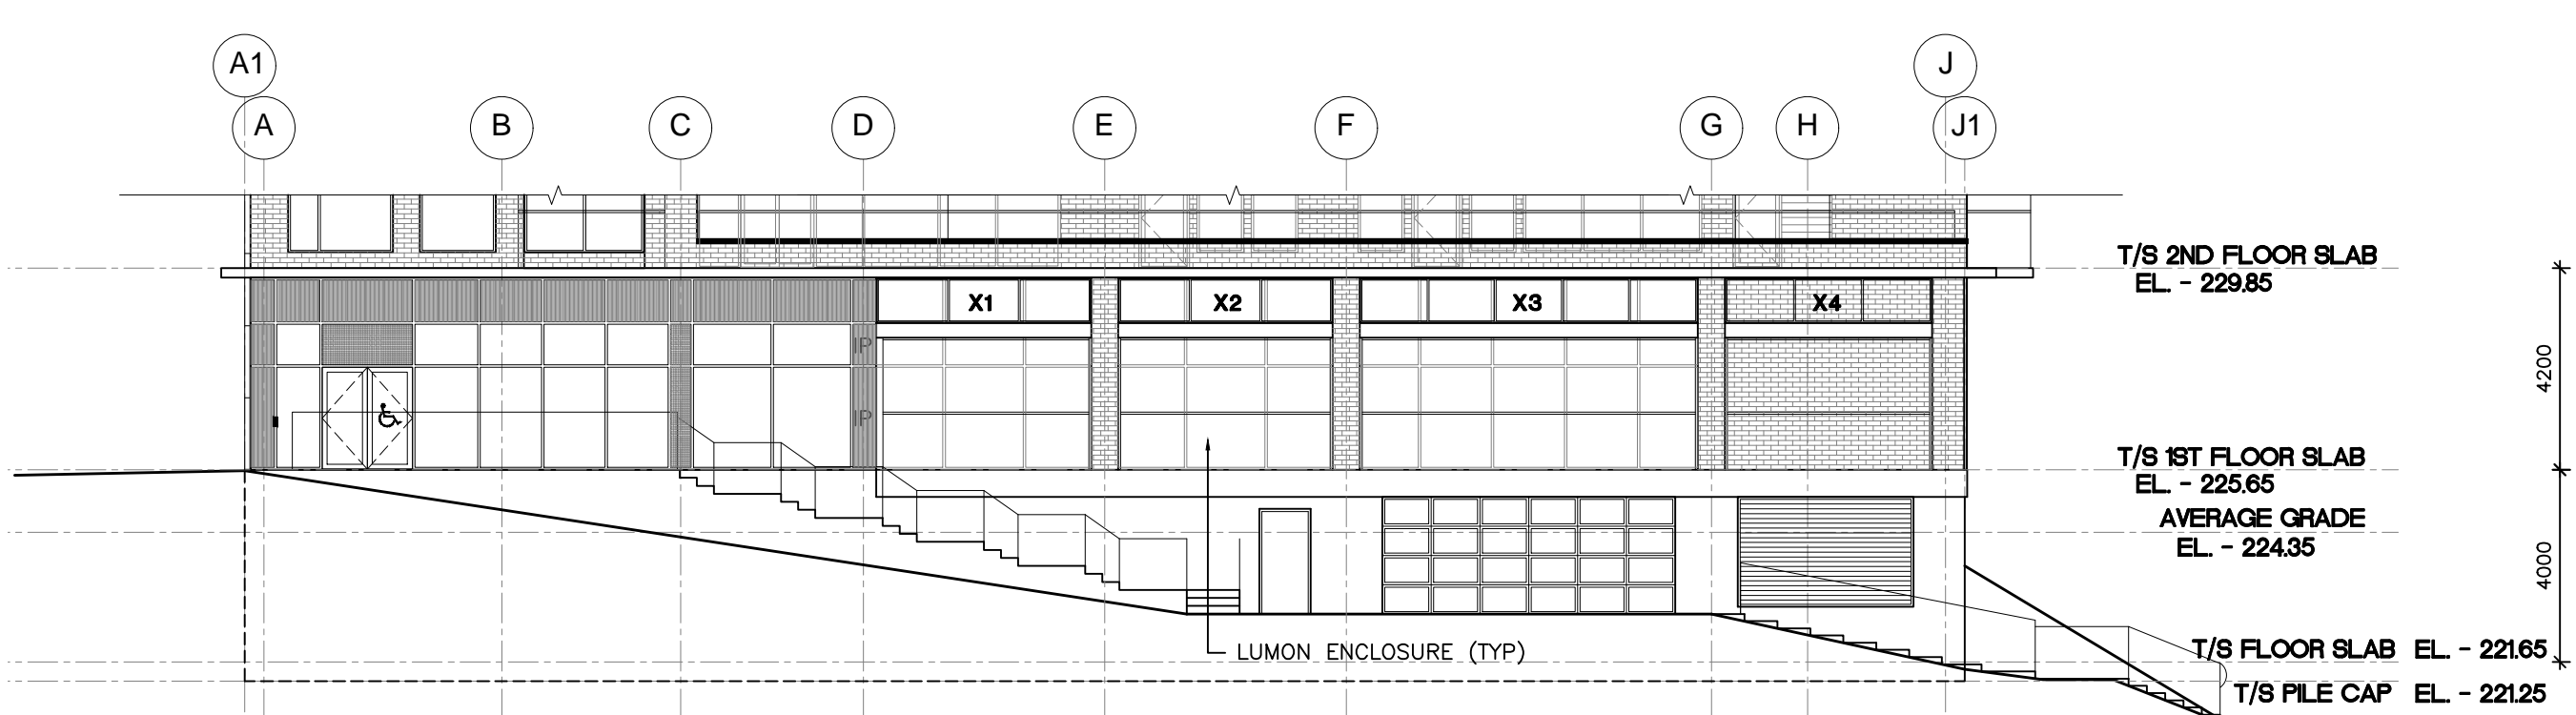 A1
J
A
B
C
D
E
F
G
H
J1
T/S 2ND FLOOR SLAB
EL. - 229.85
X1
X2
X3
X4
IP
4200
IP
T/S 1ST FLOOR SLAB
EL. - 225.65
AVERAGE GRADE
EL. - 224.35
4000
LUMON ENCLOSURE (TYP)
T/S FLOOR SLAB EL. - 221.65
T/S PILE CAP EL. - 221.25